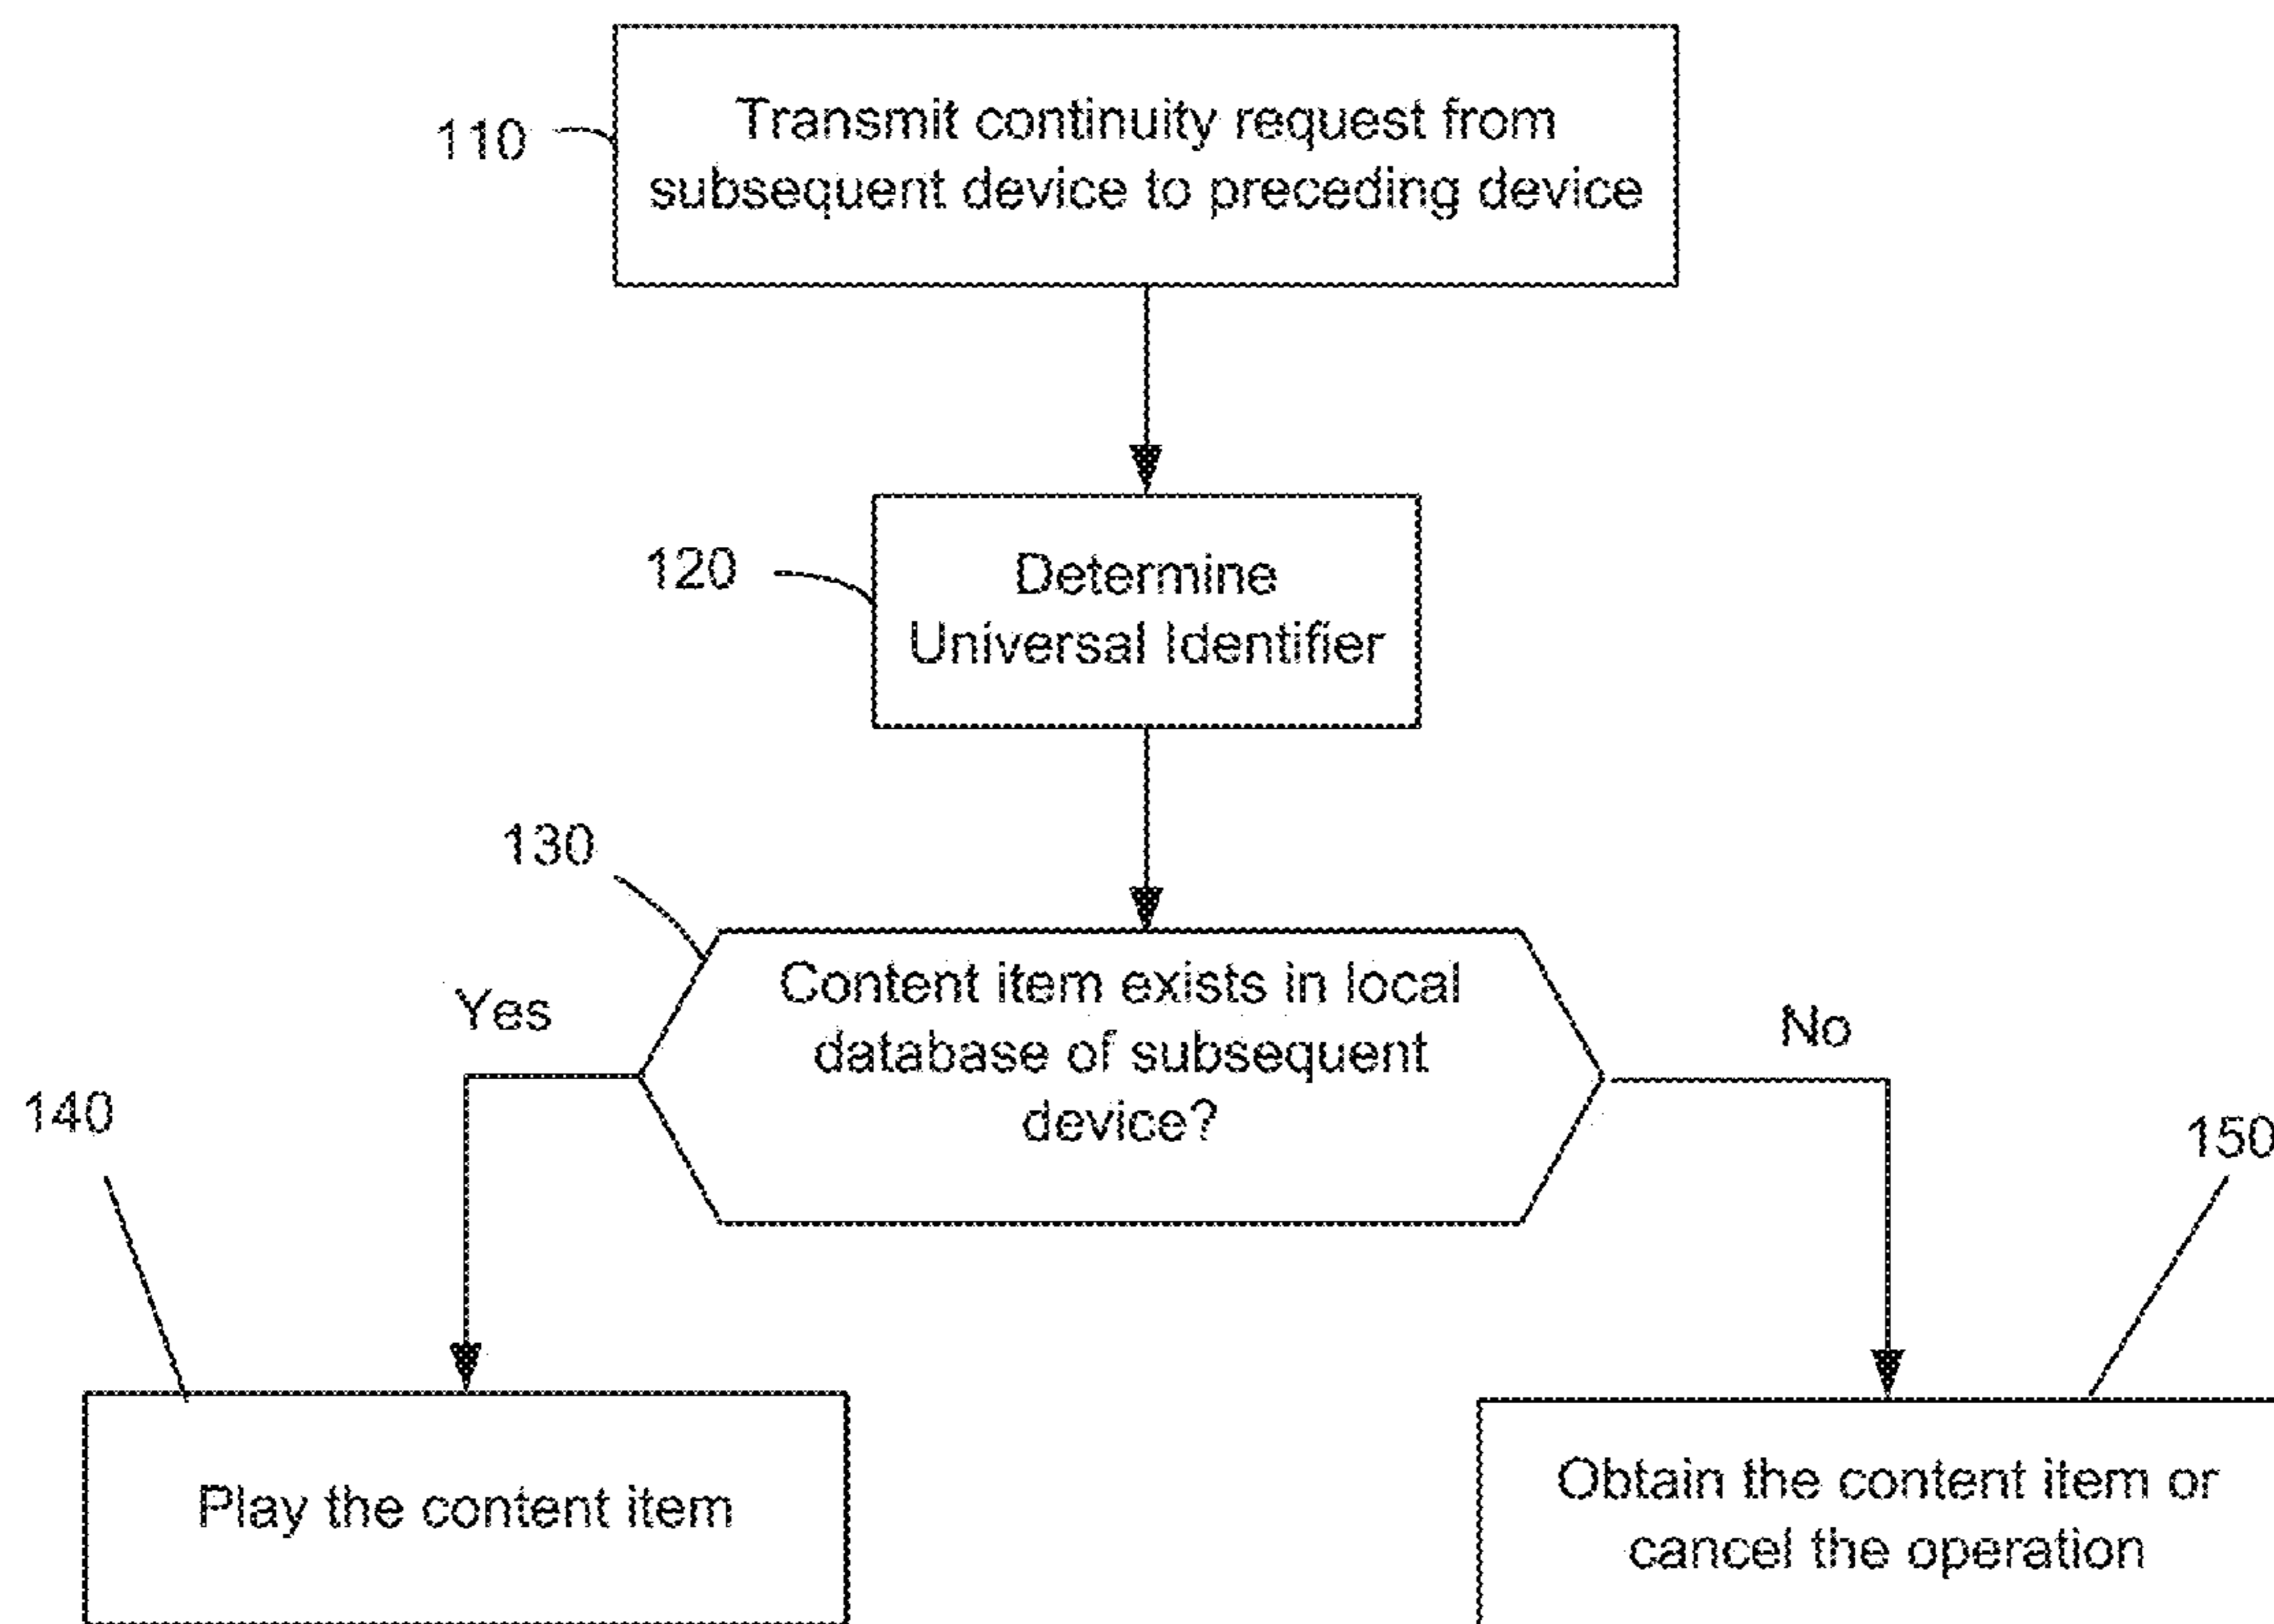 110
Transmit continuity request from
subsequent device to preceding device
120
Determine
Universal Identifier
130
Content item exists in local
database of subsequent
device?
Yes
No
140
150
Play the content item
Obtain the content item or
cancel the operation